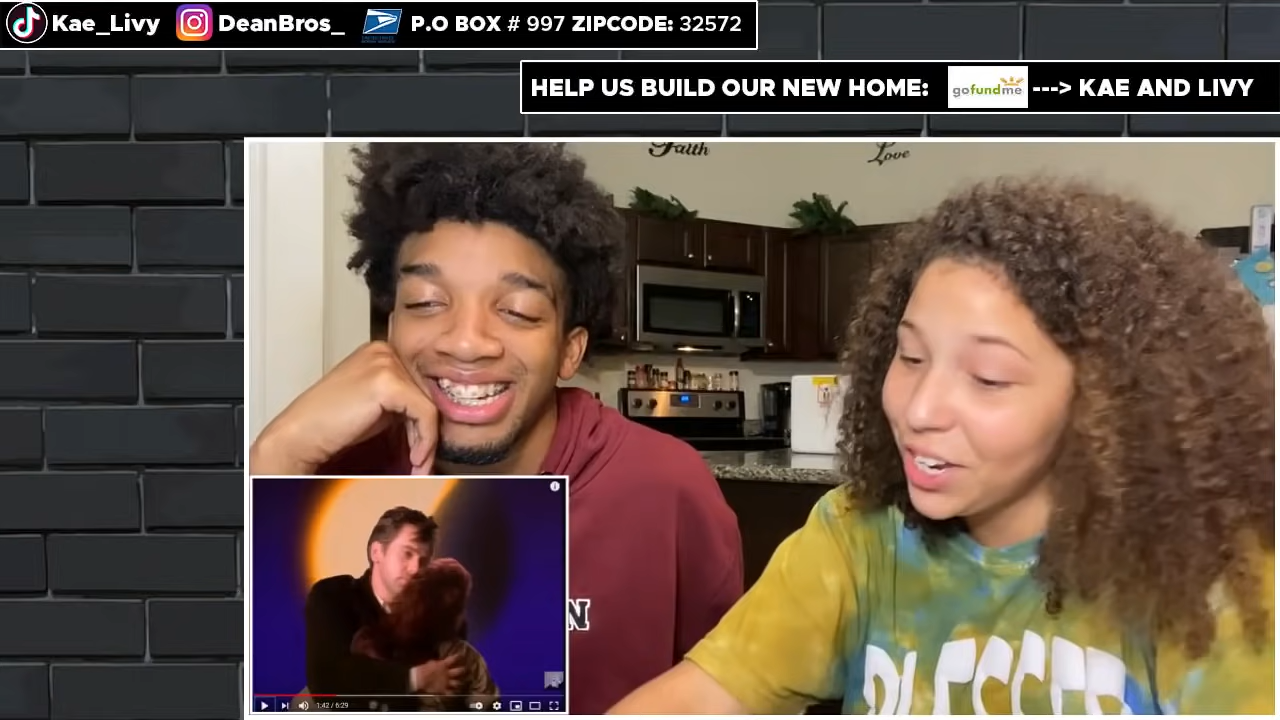 Kae_Livy DeanBros_ P.O BOX # 997 ZIPCODE: 32572
HELP US BUILD OUR NEW HOME: gofundme ---> KAE AND LIVY
Faith Love
BLESSED
N
1:42 / 6:29